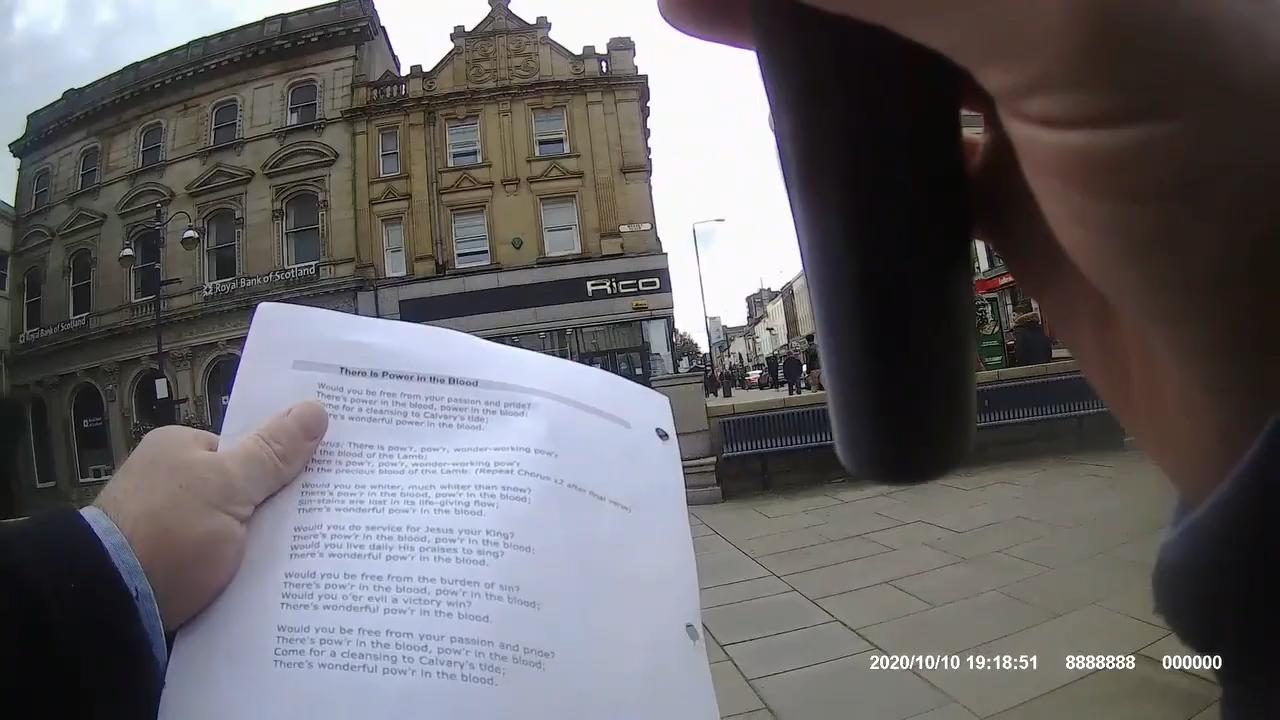 Royal Bank of Scotland
Royal Bank of Scotland
Rico
There Is Power in the Blood
Would you be free from your passion and pride?
There's power in the blood, power in the blood;
Come for a cleansing to Calvary's tide;
There's wonderful power in the blood.
orus: There is pow'r, pow'r, wonder-working pow'r
the blood of the Lamb;
here is pow'r, pow'r, wonder-working pow'r
In the precious blood of the Lamb. (Repeat Chorus x2 after final verse)
Would you be whiter, much whiter than snow?
There's pow'r in the blood, pow'r in the blood;
Sin-stains are lost in its life-giving flow;
There's wonderful pow'r in the blood.
Would you do service for Jesus your King?
There's pow'r in the blood, pow'r in the blood;
Would you live daily His praises to sing?
There's wonderful pow'r in the blood.
Would you be free from the burden of sin?
There's pow'r in the blood, pow'r in the blood;
Would you o'er evil a victory win?
There's wonderful pow'r in the blood.
Would you be free from your passion and pride?
There's pow'r in the blood, pow'r in the blood;
Come for a cleansing to Calvary's tide;
There's wonderful pow'r in the blood.
2020/10/10 19:18:51 8888888 000000